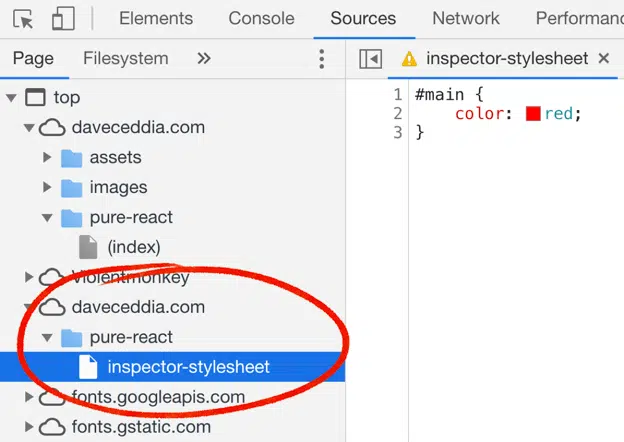 Elements Console Sources Network Performanc
Page Filesystem »
inspector-stylesheet ×
top
daveceddia.com
assets
images
pure-react
(index)
Violentmonkey
daveceddia.com
pure-react
inspector-stylesheet
fonts.googleapis.com
fonts.gstatic.com
1 #main {
2 color: red;
3 }